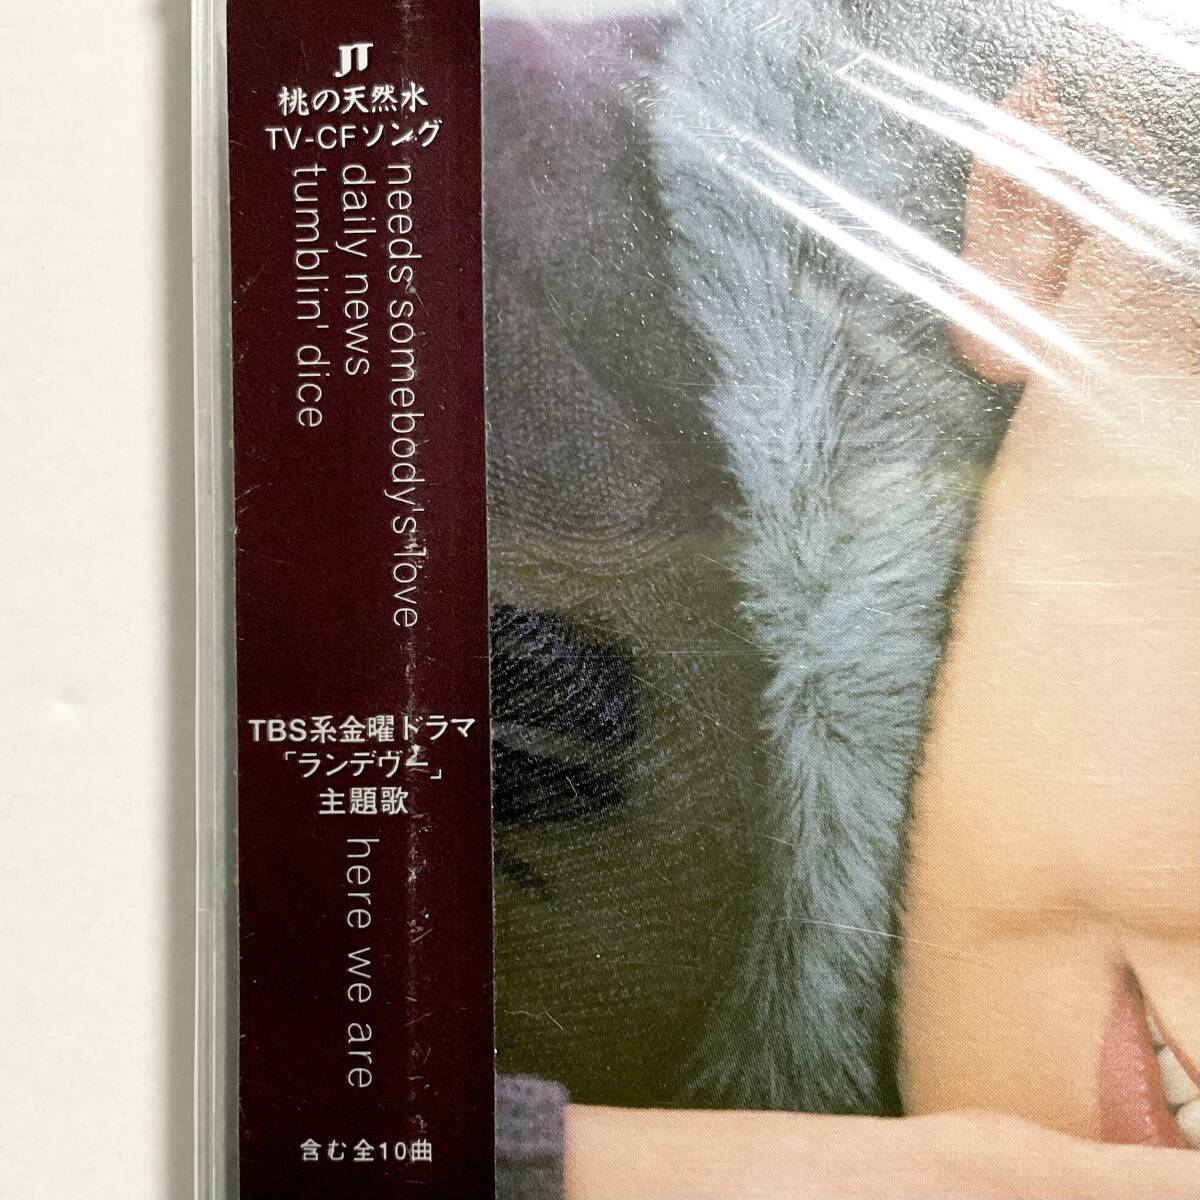 JT
桃の天然水
TV-CFソング
needs somebody's love
daily news
tumblin' dice
TBS系金曜ドラマ
「ランデヴー」
主題歌
here we are
含む全10曲